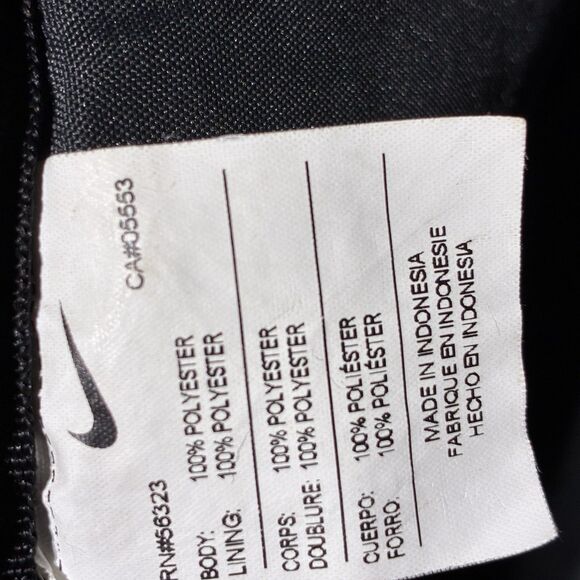 RN#56323 CA#05553
BODY: 100% POLYESTER
LINING: 100% POLYESTER
CORPS: 100% POLYESTER
DOUBLURE: 100% POLYESTER
CUERPO: 100% POLIÉSTER
FORRO: 100% POLIÉSTER
MADE IN INDONESIA
FABRIQUE EN INDONESIE
HECHO EN INDONESIA